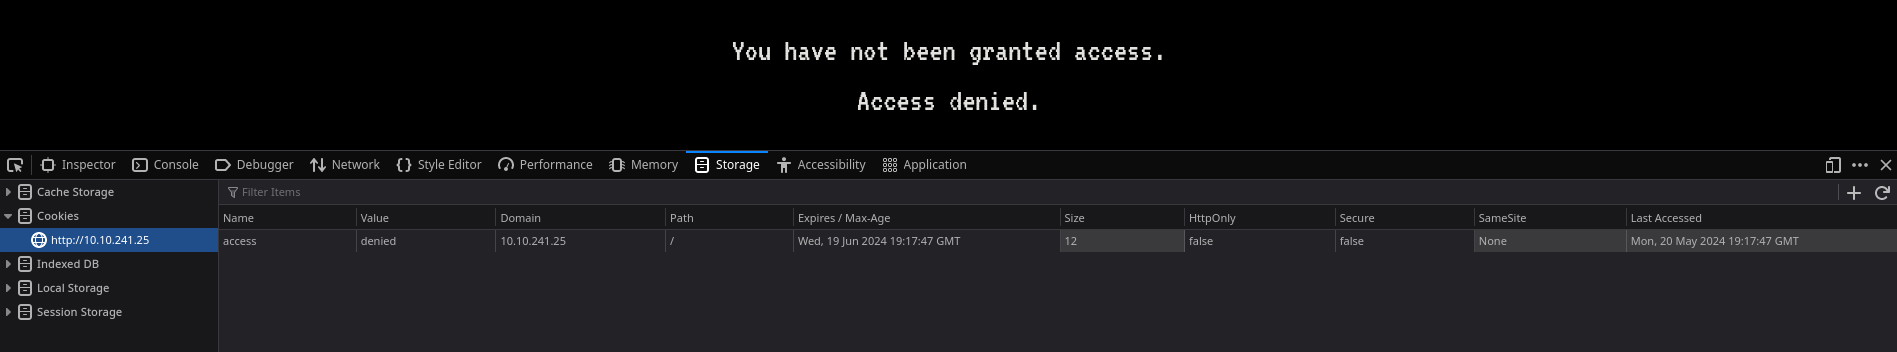 You have not been granted access.
Access denied.
Inspector Console Debugger Network Style Editor Performance Memory Storage Accessibility Application
Cache Storage
Cookies
http://10.10.241.25
Indexed DB
Local Storage
Session Storage
Filter Items
Name Value Domain Path Expires / Max-Age Size HttpOnly Secure SameSite Last Accessed
access denied 10.10.241.25 / Wed, 19 Jun 2024 19:17:47 GMT 12 false false None Mon, 20 May 2024 19:17:47 GMT